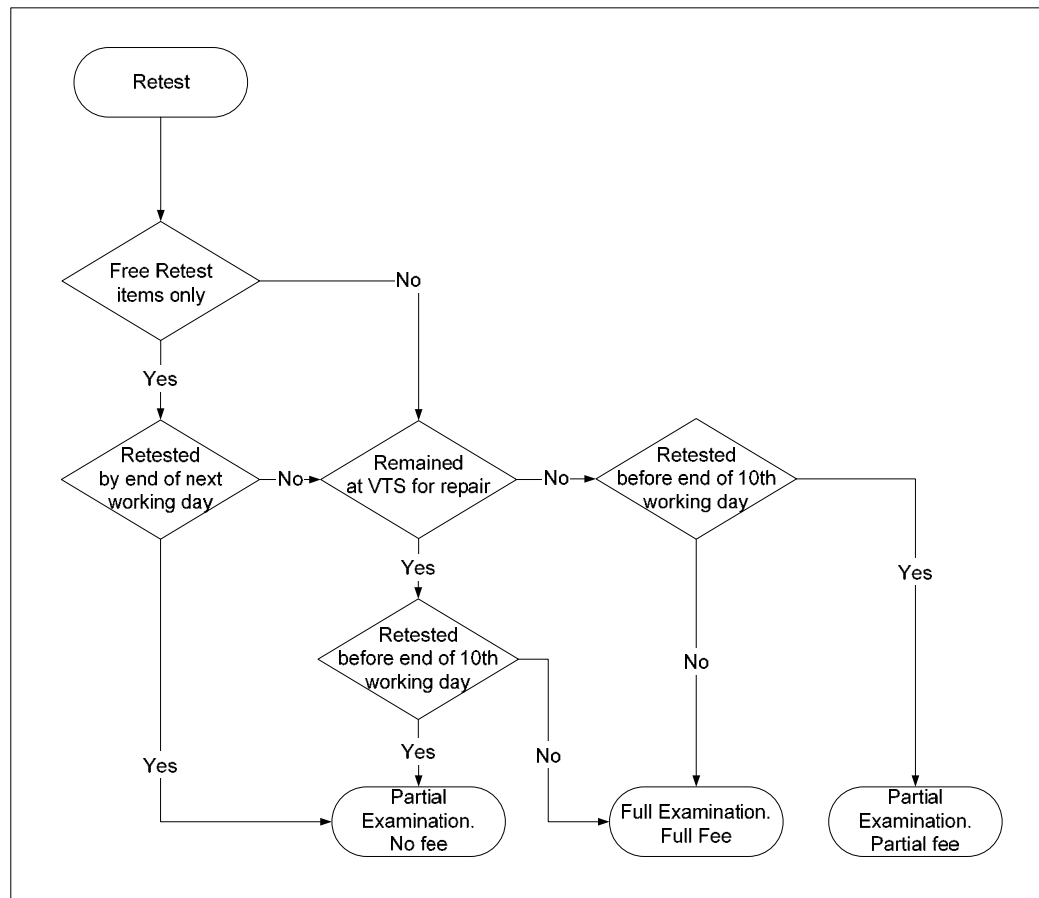 Retest
Free Retest
items only
No
Yes
Retested
by end of next
working day
No
Remained
at VTS for repair
No
Retested
before end of 10th
working day
Yes
Yes
Retested
before end of 10th
working day
No
Yes
No
Yes
Partial
Examination.
No fee
Full Examination.
Full Fee
Partial
Examination.
Partial fee